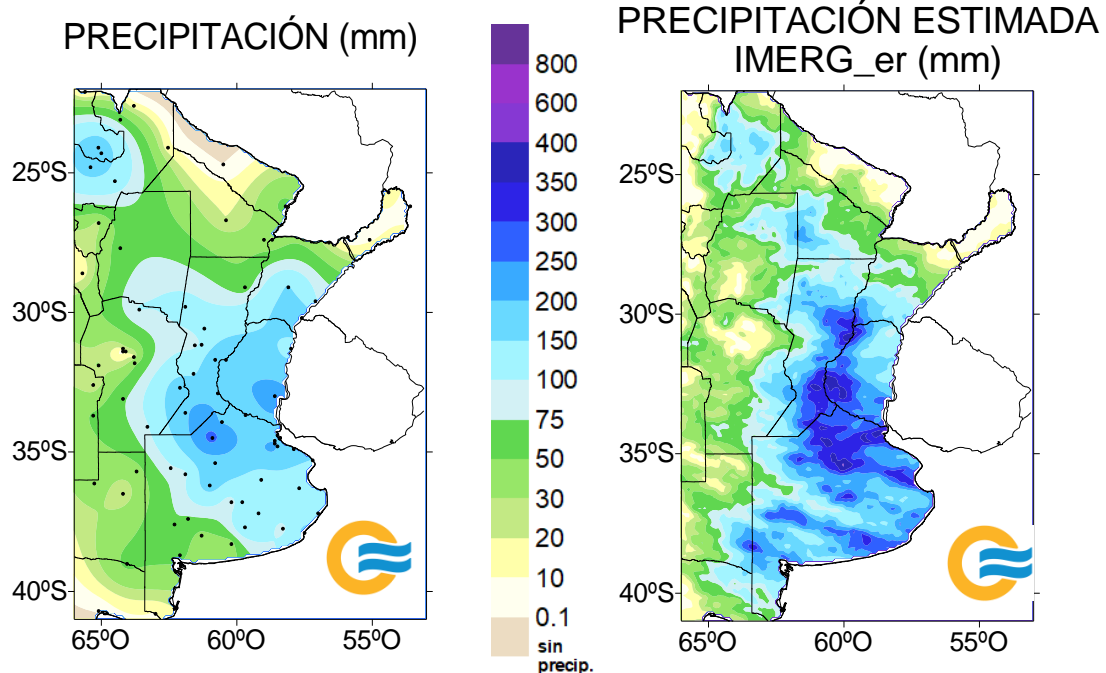 PRECIPITACIÓN (mm)
25ºS
30ºS
35ºS
40ºS
65ºO
60ºO
55ºO
800
600
400
350
300
250
200
150
100
75
50
30
20
10
0.1
sin
precip.
PRECIPITACIÓN ESTIMADA
IMERG_er (mm)
25ºS
30ºS
35ºS
40ºS
65ºO
60ºO
55ºO